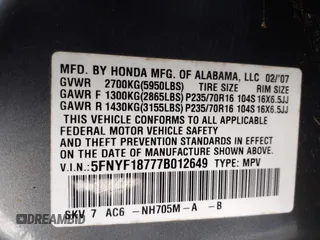 MFD. BY HONDA MFG. OF ALABAMA, LLC 02/'07
GVWR 2700KG(5950LBS) TIRE SIZE RIM SIZE
GAWR F 1300KG(2865LBS) P235/70R16 104S 16X6.5JJ
GAWR R 1430KG(3155LBS) P235/70R16 104S 16X6.5JJ
THIS VEHICLE CONFORMS TO ALL APPLICABLE
FEDERAL MOTOR VEHICLE SAFETY AND
THEFT PREVENTION STANDARDS IN EFFECT ON THE
DATE OF MANUFACTURE SHOWN ABOVE.
V.I.N.:5FNYF18777B012649 TYPE: MPV
SKV 7 AC6 -NH705M -A -B
DREAMBID